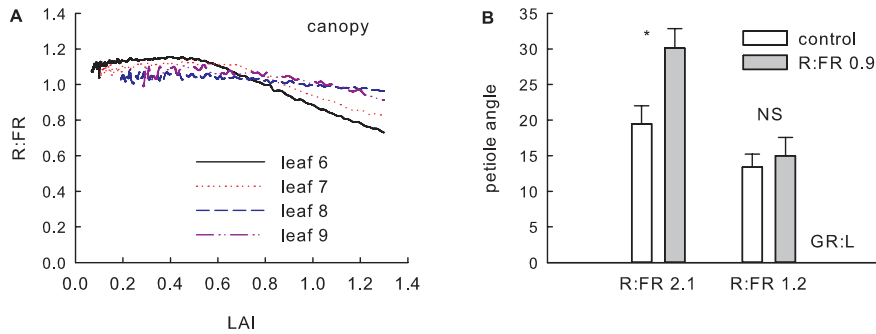 A
canopy
R:FR
1.4
1.2
1.0
0.8
0.6
0.4
0.2
0.0
leaf 6
leaf 7
leaf 8
leaf 9
0.0 0.2 0.4 0.6 0.8 1.0 1.2 1.4
LAI
B
petiole angle
35
30
25
20
15
10
5
0
*
control
R:FR 0.9
NS
GR:L
R:FR 2.1 R:FR 1.2